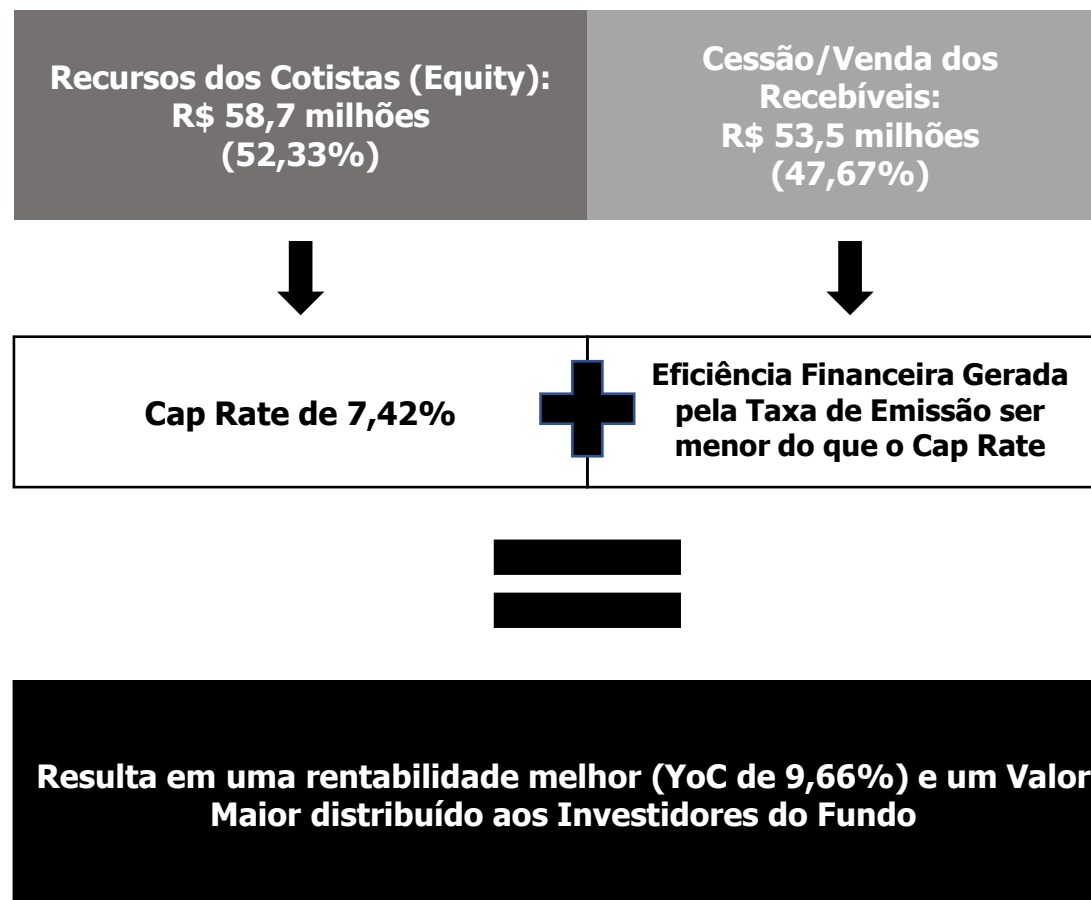 Recursos dos Cotistas (Equity):
R$ 58,7 milhões
(52,33%)
Cessão/Venda dos
Recebíveis:
R$ 53,5 milhões
(47,67%)
Cap Rate de 7,42%
Eficiência Financeira Gerada
pela Taxa de Emissão ser
menor do que o Cap Rate
Resulta em uma rentabilidade melhor (YoC de 9,66%) e um Valor
Maior distribuído aos Investidores do Fundo